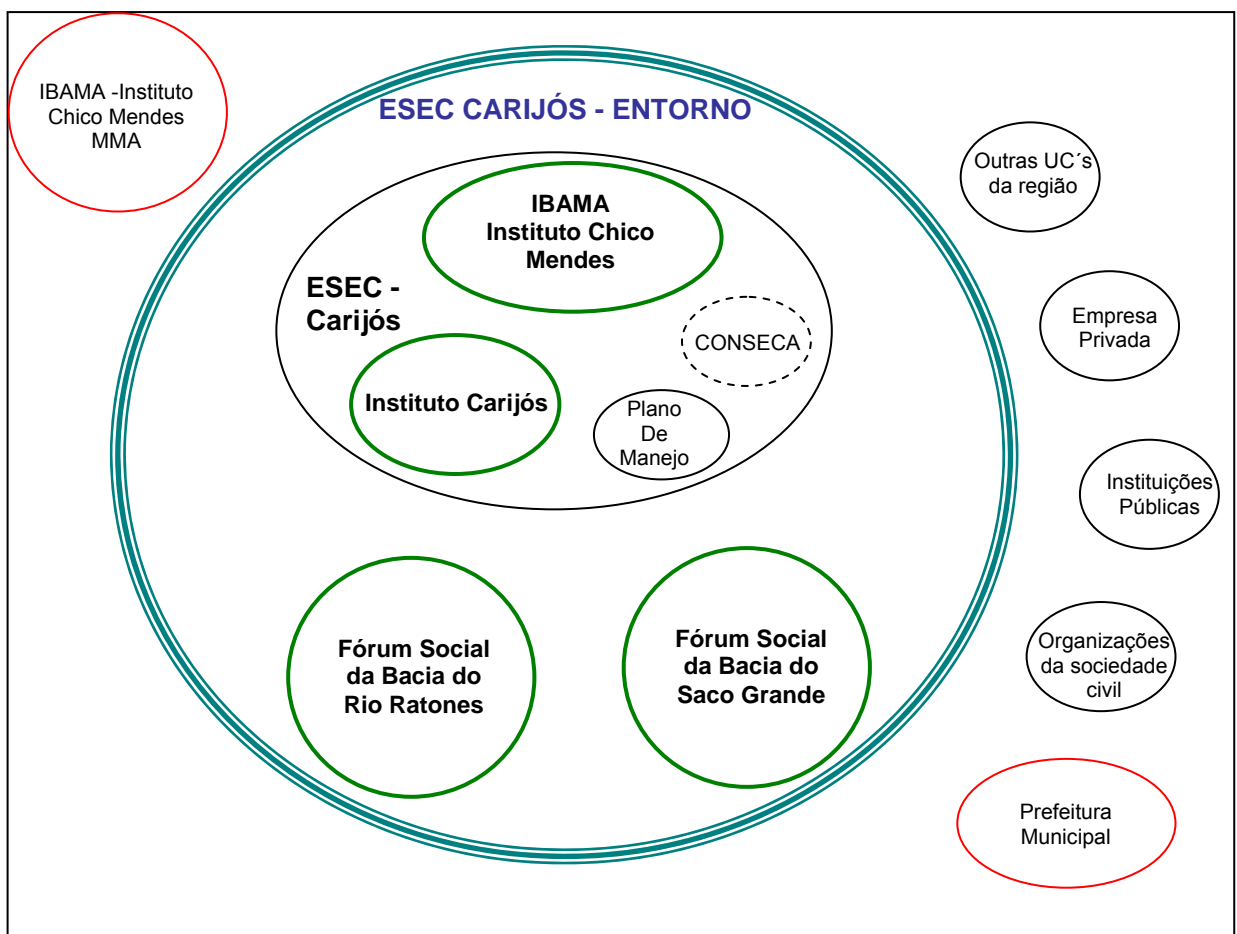 IBAMA -Instituto
Chico Mendes
MMA
ESEC CARIJÓS - ENTORNO
IBAMA
Instituto Chico
Mendes
ESEC -
Carijós
CONSECA
Instituto Carijós
Plano
De
Manejo
Fórum Social
da Bacia do
Rio Ratones
Fórum Social
da Bacia do
Saco Grande
Outras UC´s
da região
Empresa
Privada
Instituições
Públicas
Organizações
da sociedade
civil
Prefeitura
Municipal